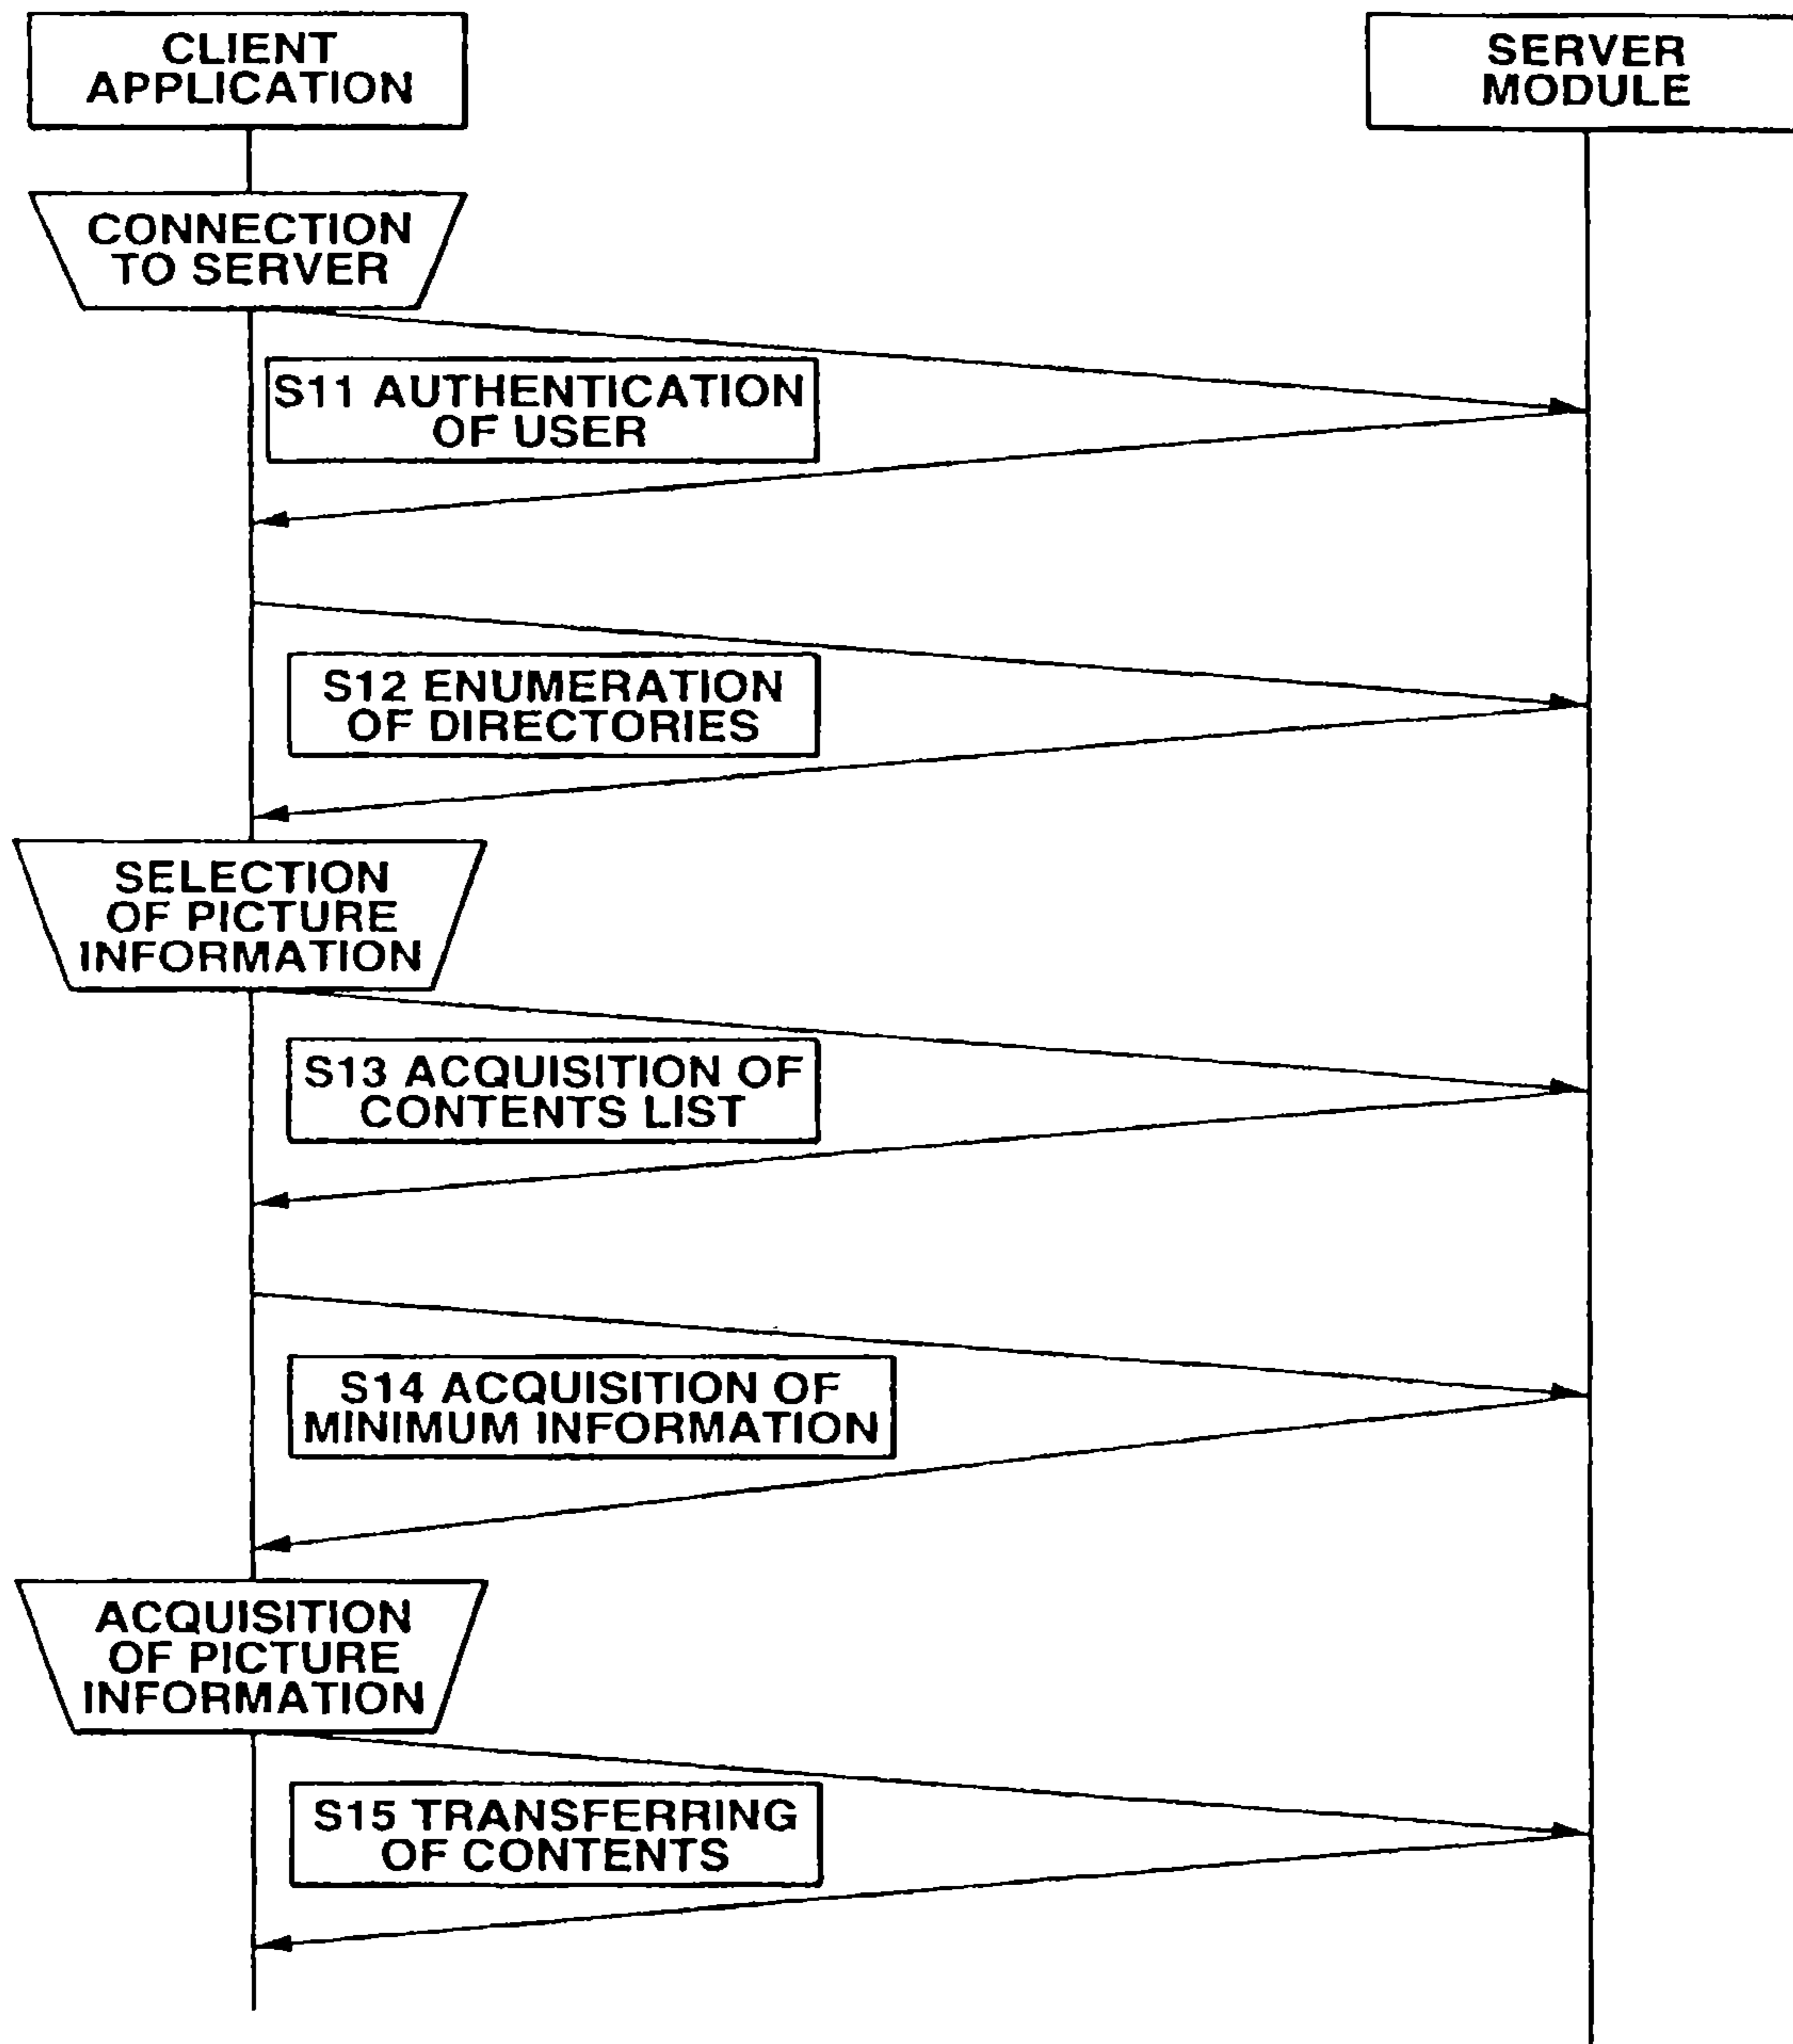 CLIENT
APPLICATION
SERVER
MODULE
CONNECTION
TO SERVER
S11 AUTHENTICATION
OF USER
S12 ENUMERATION
OF DIRECTORIES
SELECTION
OF PICTURE
INFORMATION
S13 ACQUISITION OF
CONTENTS LIST
S14 ACQUISITION OF
MINIMUM INFORMATION
ACQUISITION
OF PICTURE
INFORMATION
S15 TRANSFERRING
OF CONTENTS